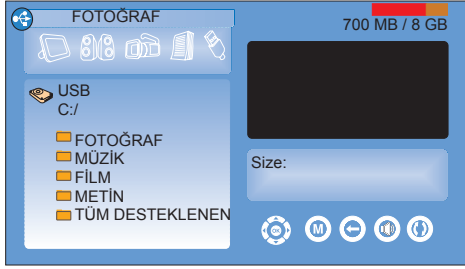 FOTOĞRAF
700 MB / 8 GB
USB
C:/
FOTOĞRAF
MÜZİK
FİLM
METİN
TÜM DESTEKLENEN
Size:
OK
M